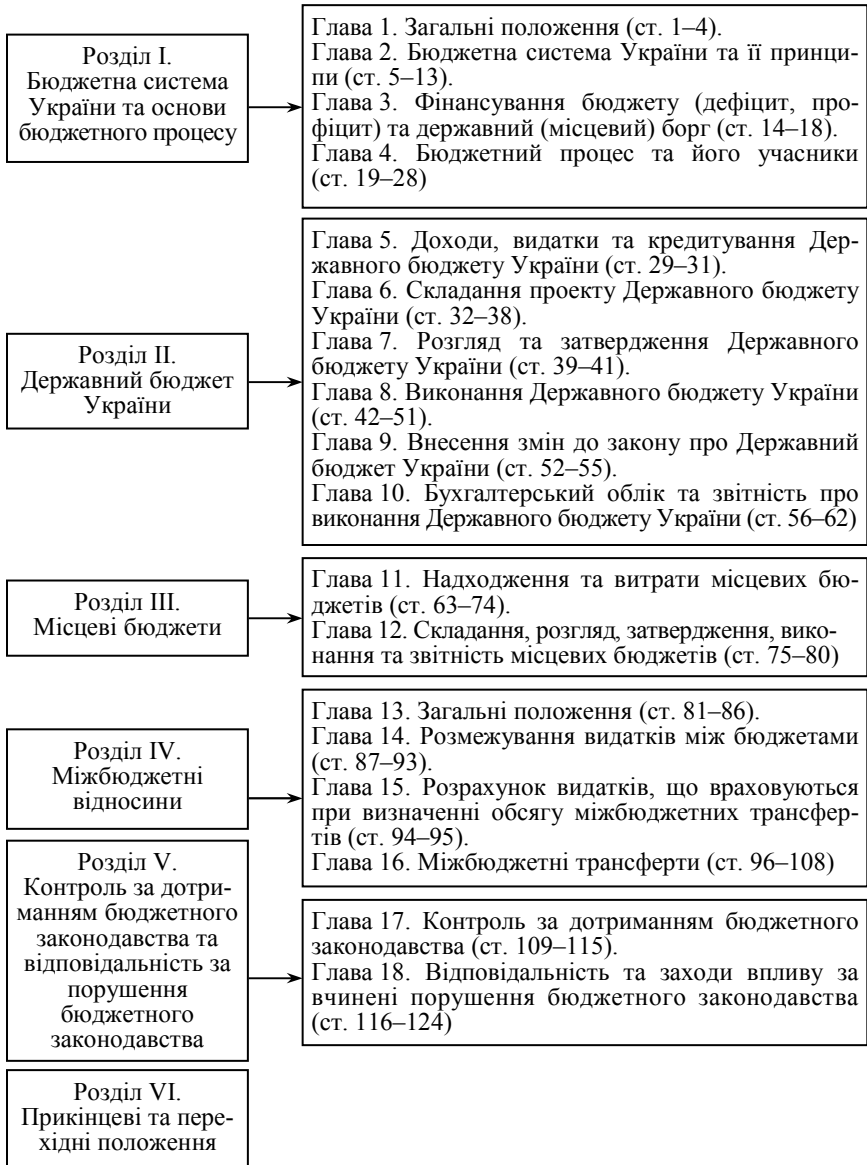 Розділ I.
Бюджетна система
України та основи
бюджетного процесу
Глава 1. Загальні положення (ст. 1–4).
Глава 2. Бюджетна система України та її принци-
пи (ст. 5–13).
Глава 3. Фінансування бюджету (дефіцит, про-
фіцит) та державний (місцевий) борг (ст. 14–18).
Глава 4. Бюджетний процес та його учасники
(ст. 19–28)
Розділ II.
Державний бюджет
України
Глава 5. Доходи, видатки та кредитування Дер-
жавного бюджету України (ст. 29–31).
Глава 6. Складання проекту Державного бюджету
України (ст. 32–38).
Глава 7. Розгляд та затвердження Державного
бюджету України (ст. 39–41).
Глава 8. Виконання Державного бюджету України
(ст. 42–51).
Глава 9. Внесення змін до закону про Державний
бюджет України (ст. 52–55).
Глава 10. Бухгалтерський облік та звітність про
виконання Державного бюджету України (ст. 56–62)
Розділ III.
Місцеві бюджети
Глава 11. Надходження та витрати місцевих бю-
джетів (ст. 63–74).
Глава 12. Складання, розгляд, затвердження, вико-
нання та звітність місцевих бюджетів (ст. 75–80)
Розділ IV.
Міжбюджетні
відносини
Глава 13. Загальні положення (ст. 81–86).
Глава 14. Розмежування видатків між бюджетами
(ст. 87–93).
Глава 15. Розрахунок видатків, що враховуються
при визначенні обсягу міжбюджетних трансфер-
тів (ст. 94–95).
Глава 16. Міжбюджетні трансферти (ст. 96–108)
Розділ V.
Контроль за дотри-
манням бюджетного
законодавства та
відповідальність за
порушення
бюджетного
законодавства
Глава 17. Контроль за дотриманням бюджетного
законодавства (ст. 109–115).
Глава 18. Відповідальність та заходи впливу за
вчинені порушення бюджетного законодавства
(ст. 116–124)
Розділ VI.
Прикінцеві та пере-
хідні положення